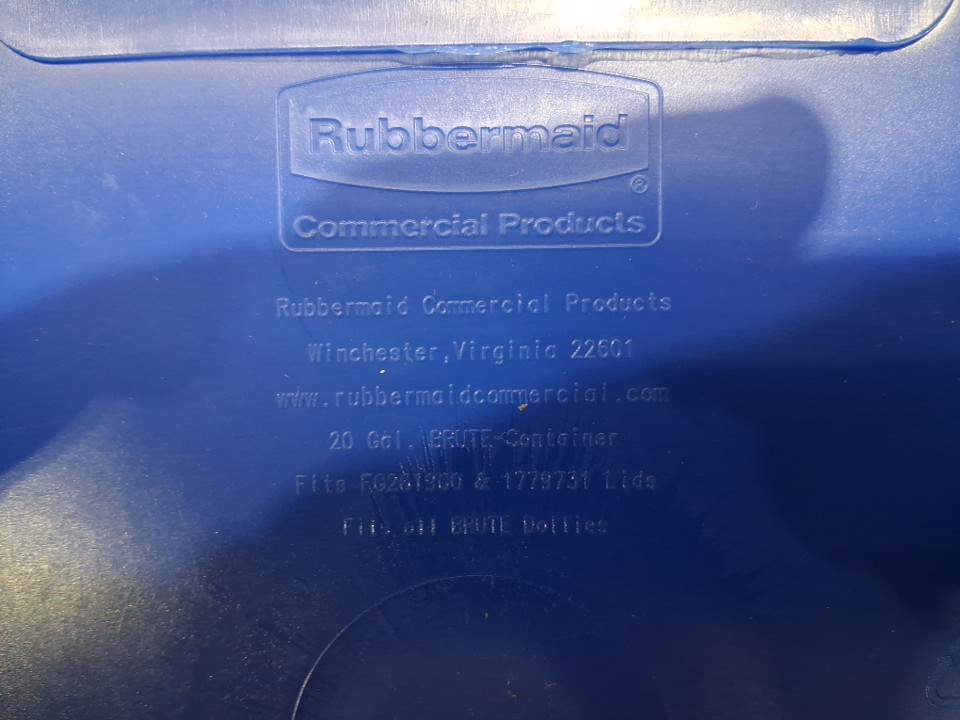 Rubbermaid
®
Commercial Products
Rubbermaid Commercial Products
Winchester,Virginia 22601
www.rubbermaidcommercial.com
20 Gal. BRUTE Container
Fits FG261960 & 1779731 Lids
Fits all BRUTE Dollies